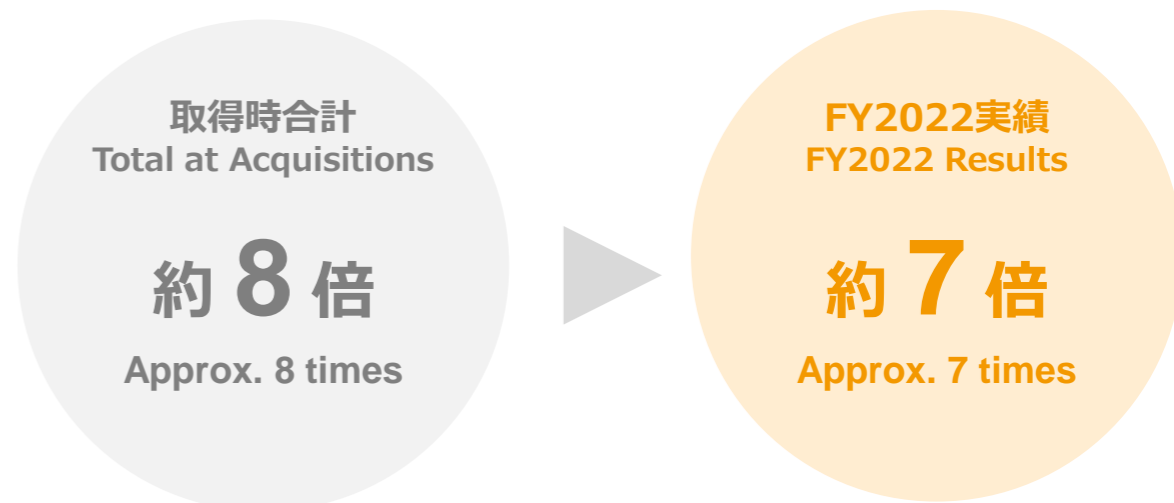 取得時合計
Total at Acquisitions
約 8 倍
Approx. 8 times
FY2022実績
FY2022 Results
約 7 倍
Approx. 7 times